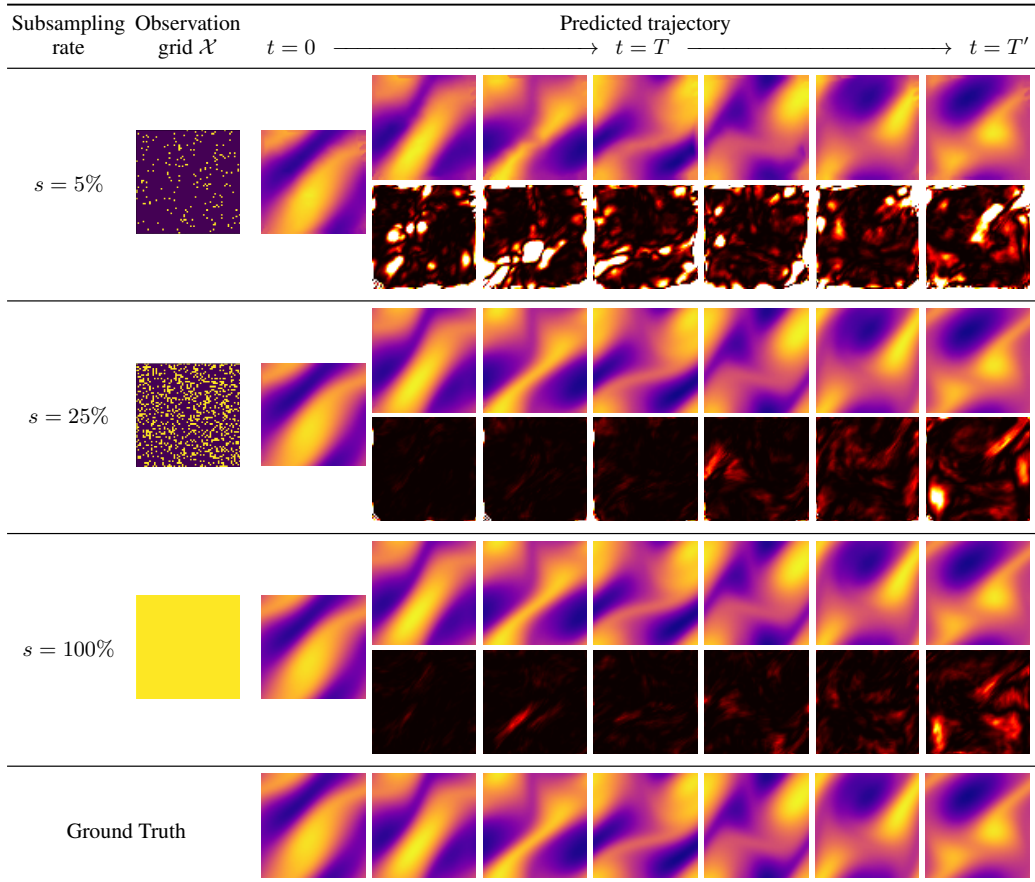 Subsampling rate
Observation grid 𝒳
Predicted trajectory
t = 0 ⟶ t = T ⟶ t = T′
s = 5%
s = 25%
s = 100%
Ground Truth